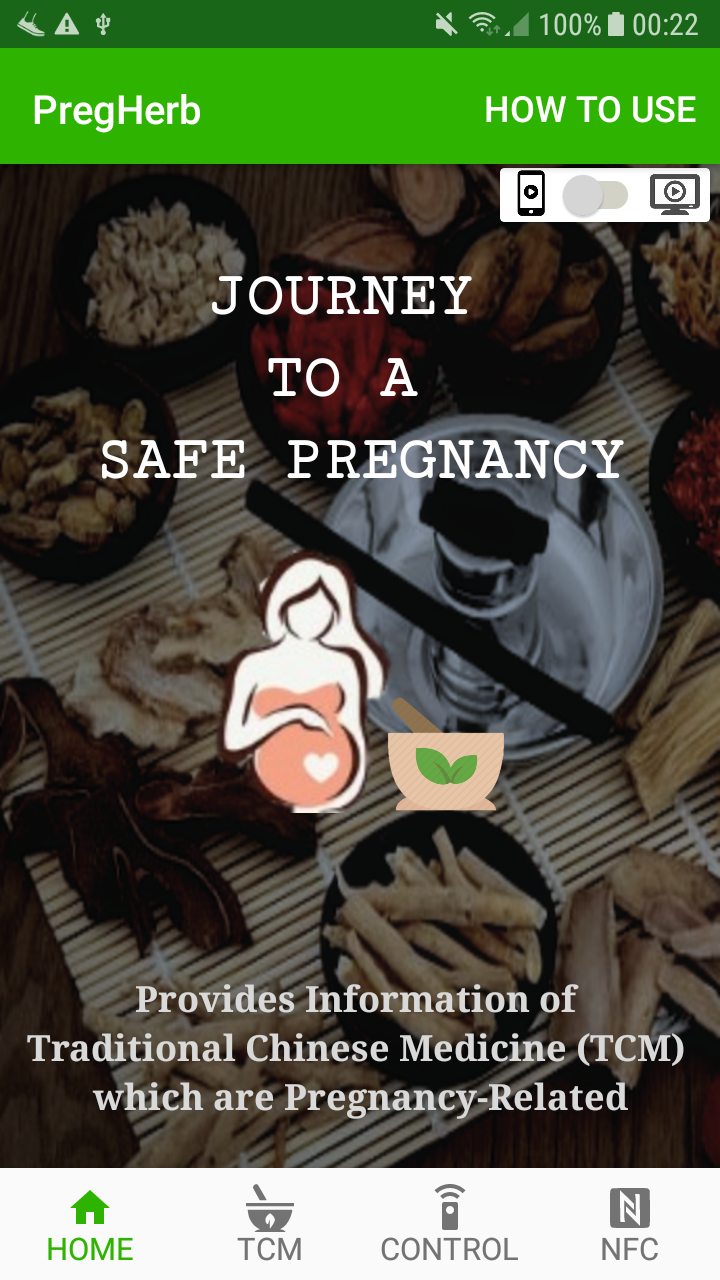 100% 00:22
PregHerb HOW TO USE
JOURNEY
TO A
SAFE PREGNANCY
Provides Information of
Traditional Chinese Medicine (TCM)
which are Pregnancy-Related
HOME TCM CONTROL NFC